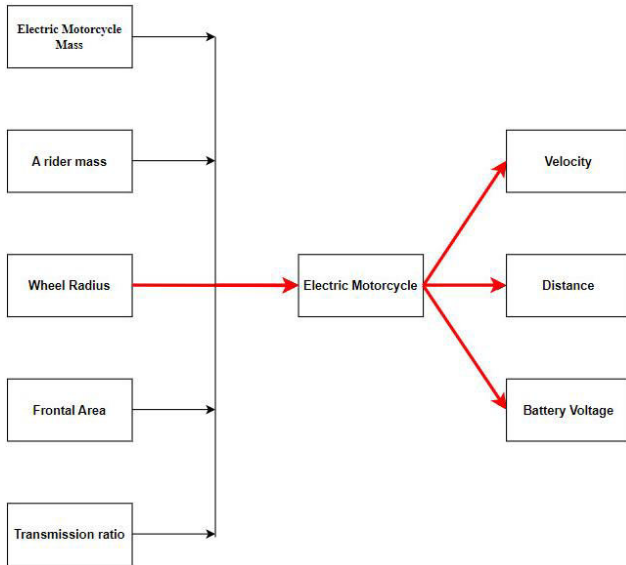 Electric Motorcycle
Mass
A rider mass
Velocity
Wheel Radius
Electric Motorcycle
Distance
Frontal Area
Battery Voltage
Transmission ratio